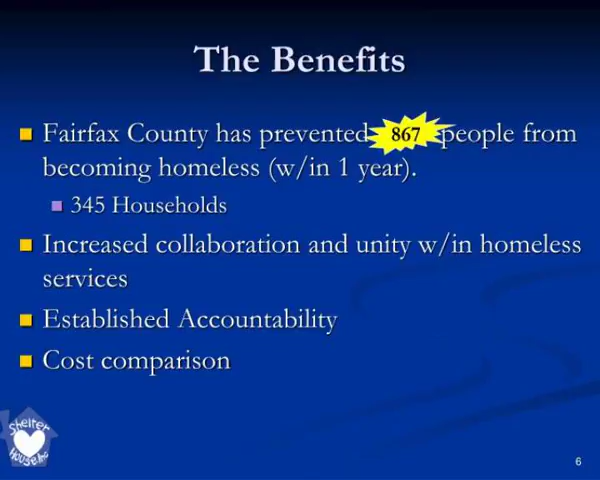 The Benefits
Fairfax County has prevented 867 people from
becoming homeless (w/in 1 year).
345 Households
Increased collaboration and unity w/in homeless
services
Established Accountability
Cost comparison
Shelter
House Inc
6